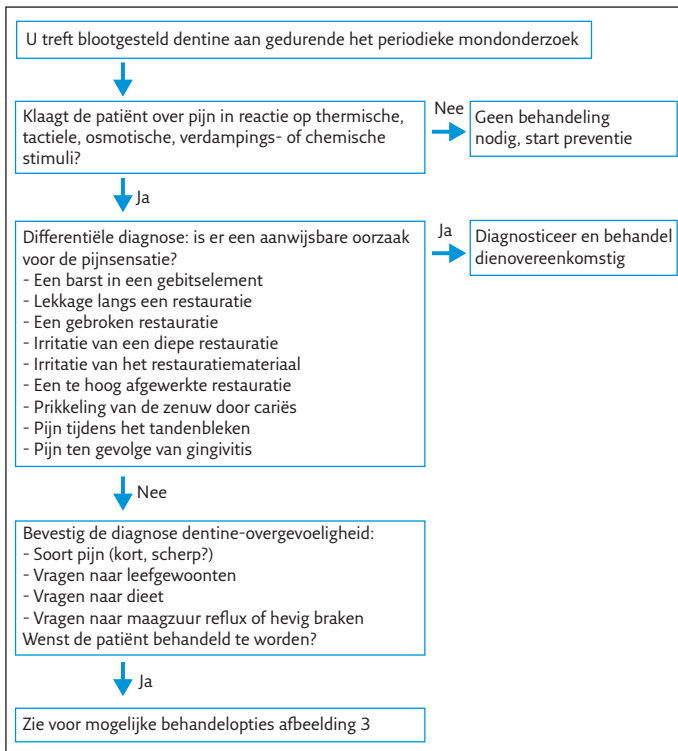 U treft blootgesteld dentine aan gedurende het periodieke mondonderzoek
Klaagt de patiënt over pijn in reactie op thermische,
tactiele, osmotische, verdampings- of chemische
stimuli?
Nee
Geen behandeling
nodig, start preventie
Ja
Differentiële diagnose: is er een aanwijsbare oorzaak
voor de pijnsensatie?
- Een barst in een gebitselement
- Lekkage langs een restauratie
- Een gebroken restauratie
- Irritatie van een diepe restauratie
- Irritatie van het restauratiemateriaal
- Een te hoog afgewerkte restauratie
- Prikkeling van de zenuw door cariës
- Pijn tijdens het tandenbleken
- Pijn ten gevolge van gingivitis
Ja
Diagnosticeer en behandel
dienovereenkomstig
Nee
Bevestig de diagnose dentine-overgevoeligheid:
- Soort pijn (kort, scherp?)
- Vragen naar leefgewoonten
- Vragen naar dieet
- Vragen naar maagzuur reflux of hevig braken
Wenst de patiënt behandeld te worden?
Ja
Zie voor mogelijke behandelopties afbeelding 3